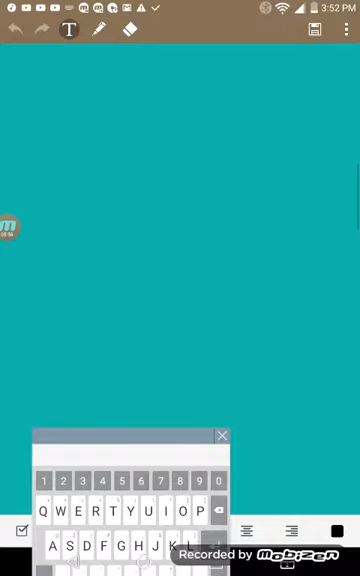 3:52 PM
T
m
1 2 3 4 5 6 7 8 9 0
Q W E R T Y U I O P
A S D F G H J K L
Recorded by MOBIZEN